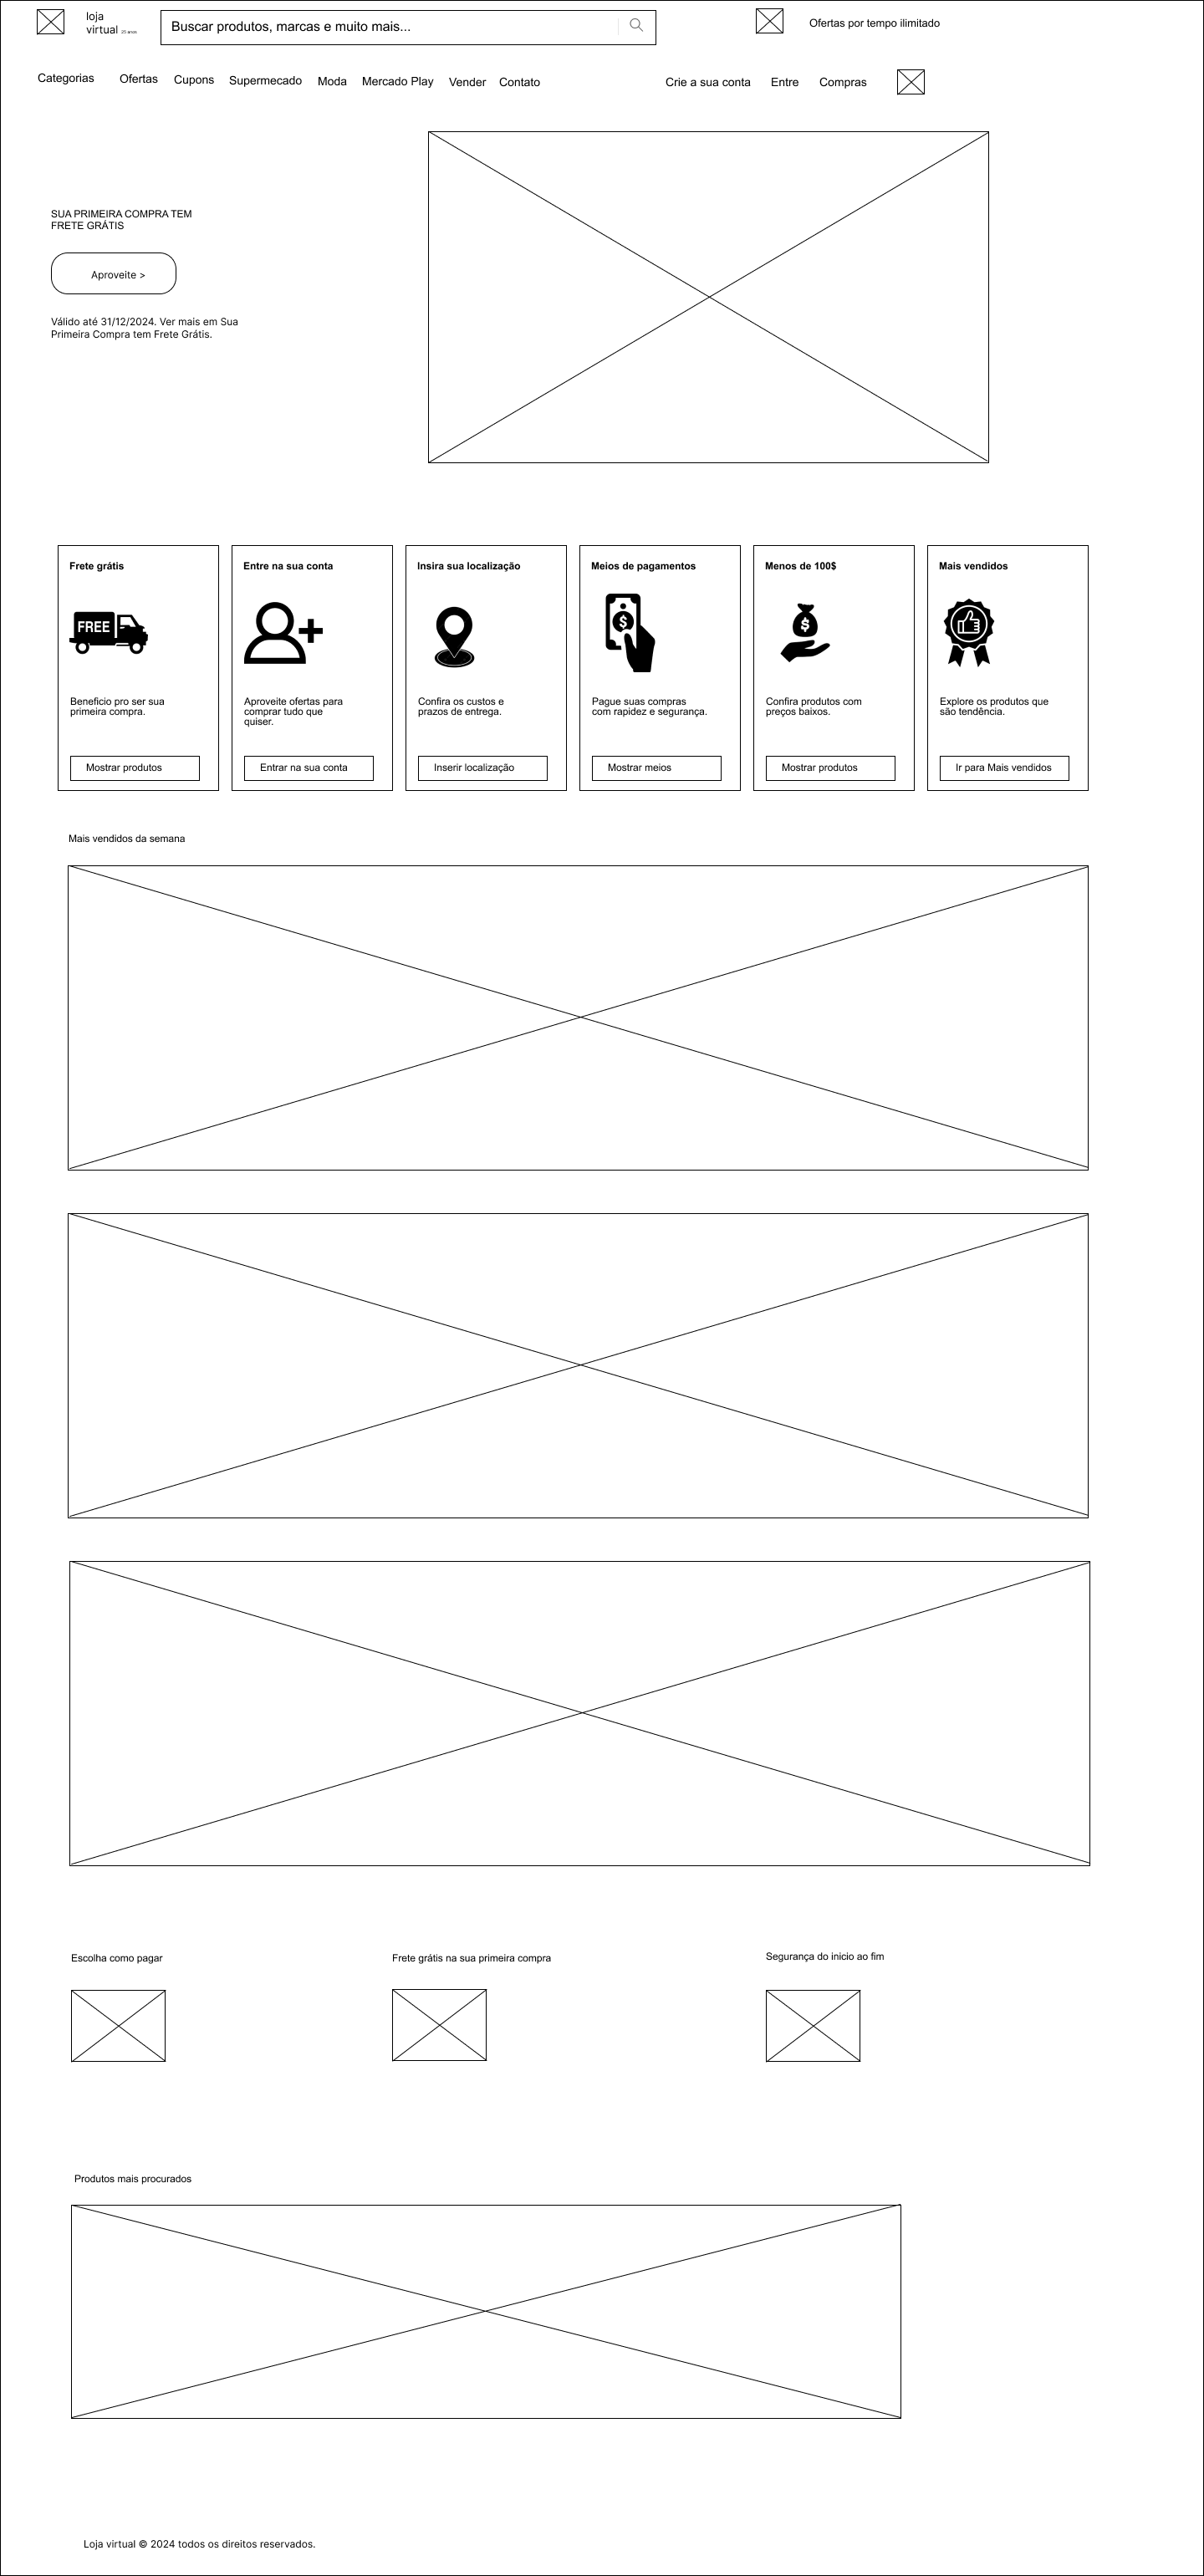 loja
virtual 25 anos
Buscar produtos, marcas e muito mais...
Ofertas por tempo ilimitado
Categorias Ofertas Cupons Supermecado Moda Mercado Play Vender Contato Crie a sua conta Entre Compras
SUA PRIMEIRA COMPRA TEM
FRETE GRÁTIS
Aproveite >
Válido até 31/12/2024. Ver mais em Sua
Primeira Compra tem Frete Grátis.
Frete grátis
FREE
Beneficio pro ser sua
primeira compra.
Mostrar produtos
Entre na sua conta
Aproveite ofertas para
comprar tudo que
quiser.
Entrar na sua conta
Insira sua localização
Confira os custos e
prazos de entrega.
Inserir localização
Meios de pagamentos
$
Pague suas compras
com rapidez e segurança.
Mostrar meios
Menos de 100$
$
Confira produtos com
preços baixos.
Mostrar produtos
Mais vendidos
Explore os produtos que
são tendência.
Ir para Mais vendidos
Mais vendidos da semana
Escolha como pagar
Frete grátis na sua primeira compra
Segurança do inicio ao fim
Produtos mais procurados
Loja virtual © 2024 todos os direitos reservados.